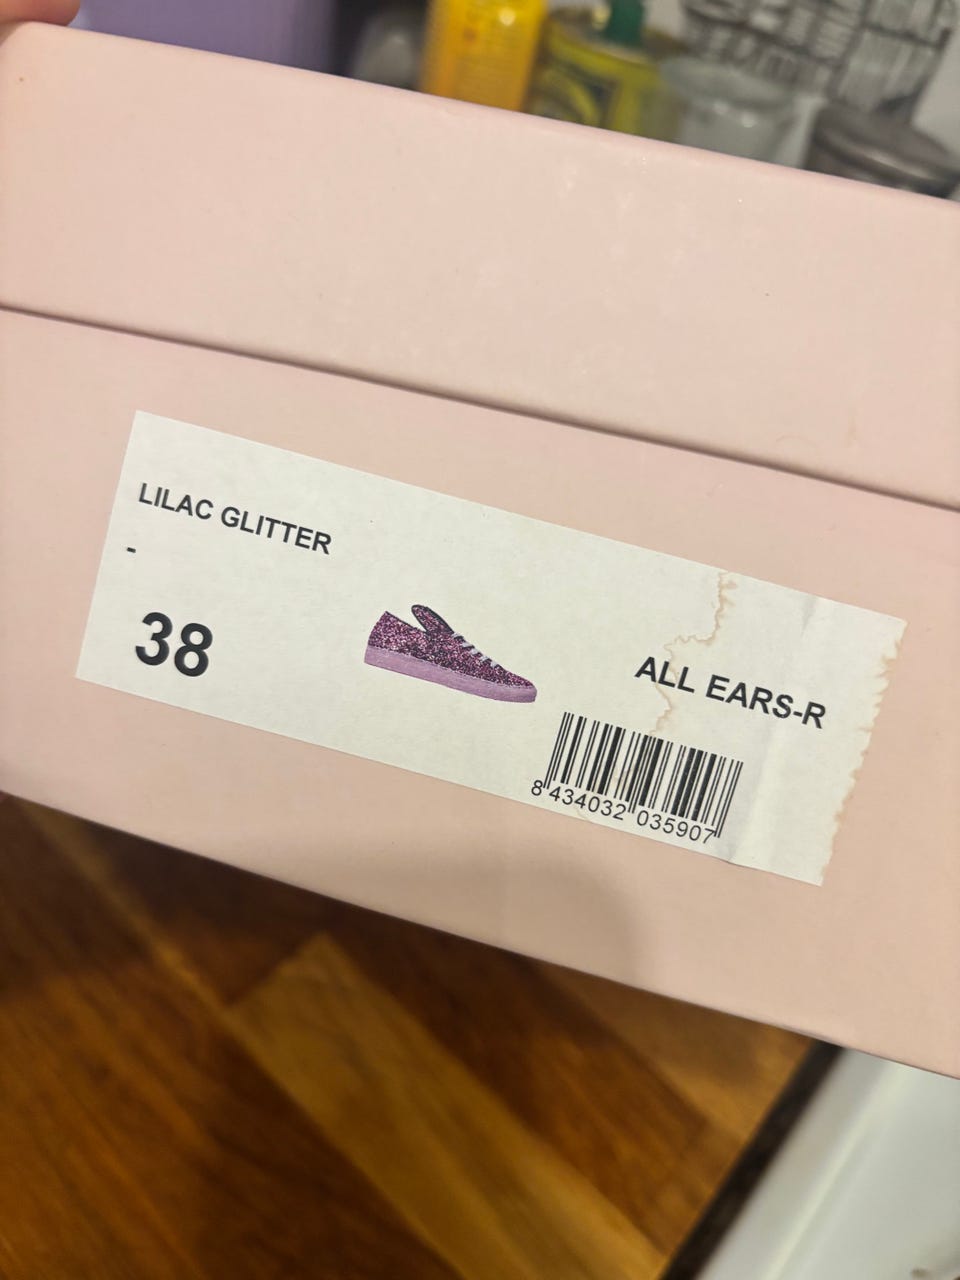 LILAC GLITTER
-
38
ALL EARS-R
8 434032 035907